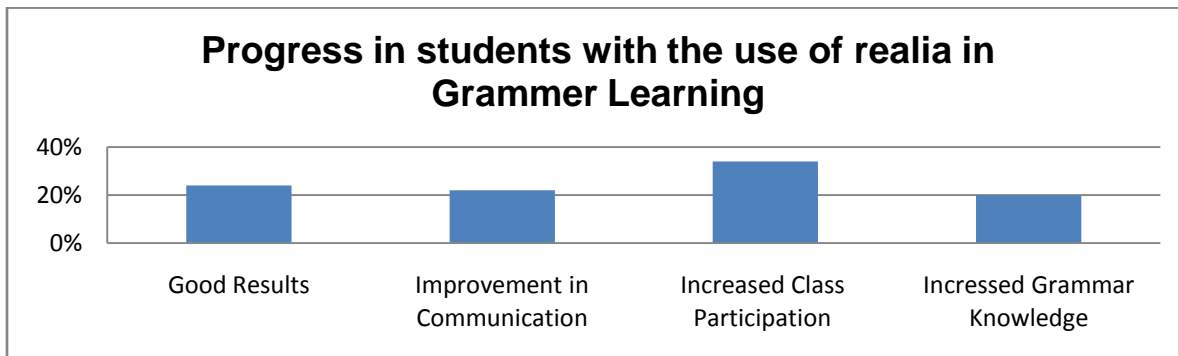 Progress in students with the use of realia in
Grammer Learning
40%
20%
0%
Good Results
Improvement in
Communication
Increased Class
Participation
Incressed Grammar
Knowledge